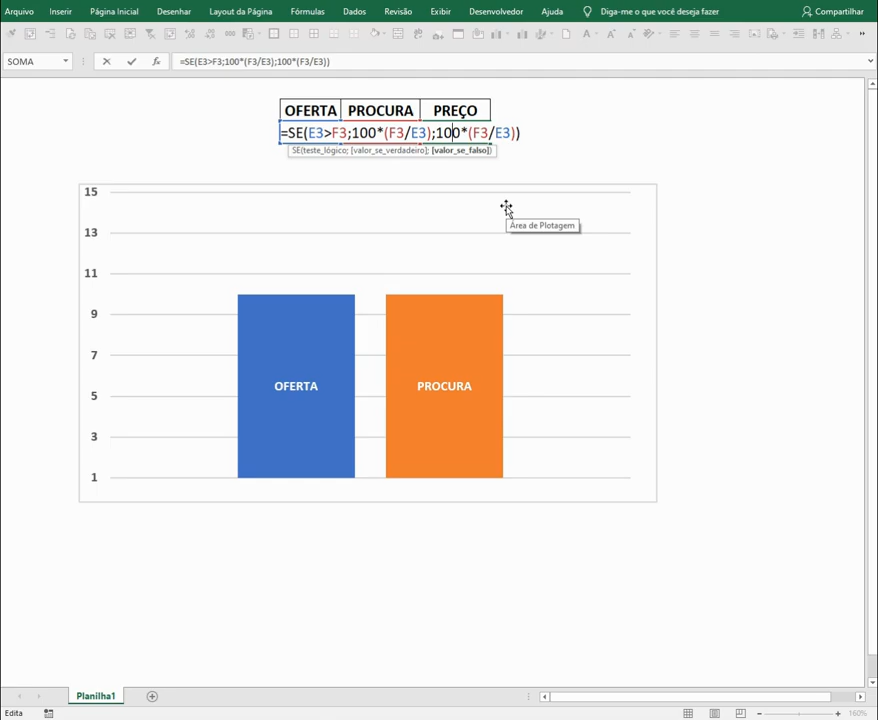 Arquivo Inserir Página Inicial Desenhar Layout da Página Fórmulas Dados Revisão Exibir Desenvolvedor Ajuda Diga-me o que você deseja fazer Compartilhar
SOMA =SE(E3>F3;100*(F3/E3);100*(F3/E3))
OFERTA PROCURA PREÇO
=SE(E3>F3;100*(F3/E3);100*(F3/E3))
SE(teste_lógico; [valor_se_verdadeiro]; [valor_se_falso])
15
Área de Plotagem
13
11
9
7
OFERTA PROCURA
5
3
1
Planilha1
Edita 160%